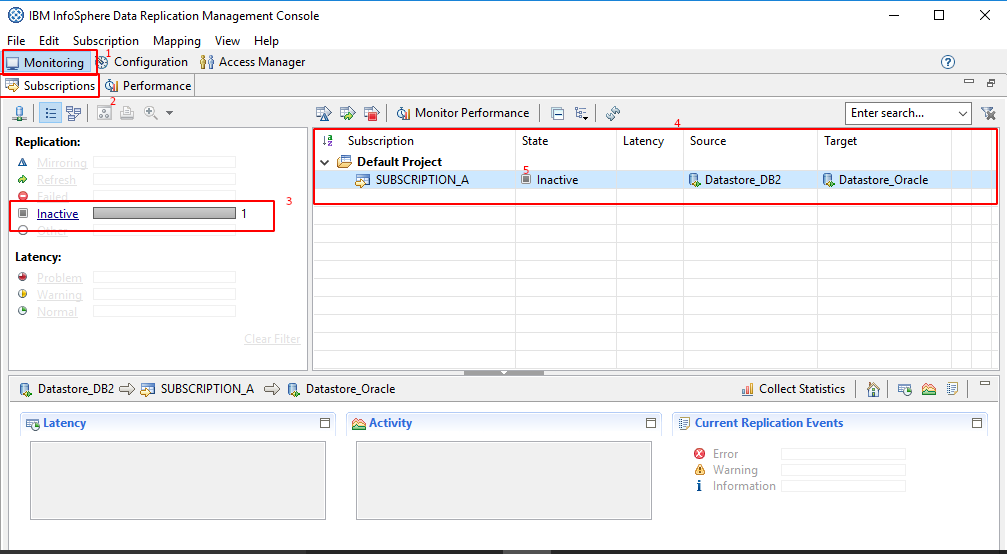 IBM InfoSphere Data Replication Management Console
File Edit Subscription Mapping View Help
Monitoring 1 Configuration Access Manager ?
Subscriptions Performance
2
Monitor Performance Enter search...
4
Replication:
Mirroring
Refresh
Failed
Inactive 1 3
Other
Latency:
Problem
Warning
Normal
Clear Filter
Subscription State Latency Source Target
Default Project
5
SUBSCRIPTION_A Inactive Datastore_DB2 Datastore_Oracle
Datastore_DB2 SUBSCRIPTION_A Datastore_Oracle Collect Statistics
Latency Activity Current Replication Events
Error
Warning
Information